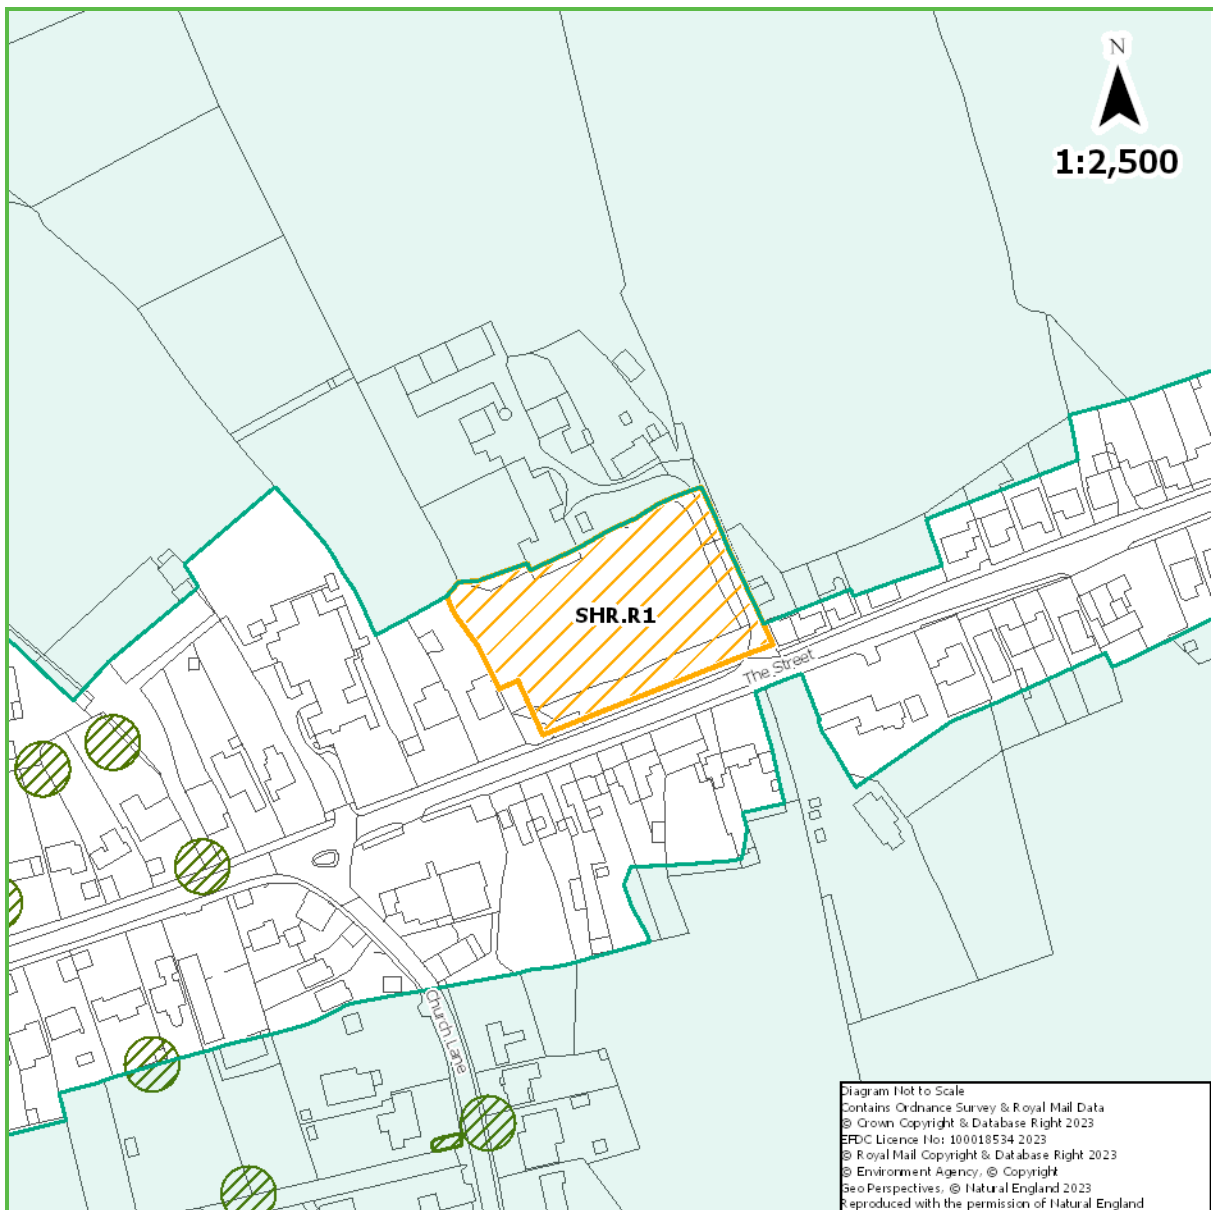 N
1:2,500
SHR.R1
The Street
Church Lane
Diagram Not to Scale
Contains Ordnance Survey & Royal Mail Data
© Crown Copyright & Database Right 2023
EFDC Licence No: 100018534 2023
© Royal Mail Copyright & Database Right 2023
© Environment Agency, © Copyright
Geo Perspectives, © Natural England 2023
Reproduced with the permission of Natural England